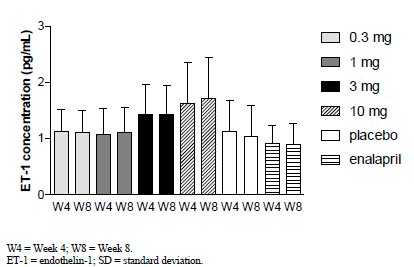 3
2
1
0
ET-1 concentration (pg/mL)
W4 W8 W4 W8 W4 W8 W4 W8 W4 W8 W4 W8
0.3 mg
1 mg
3 mg
10 mg
placebo
enalapril
W4 = Week 4; W8 = Week 8.
ET-1 = endothelin-1; SD = standard deviation.